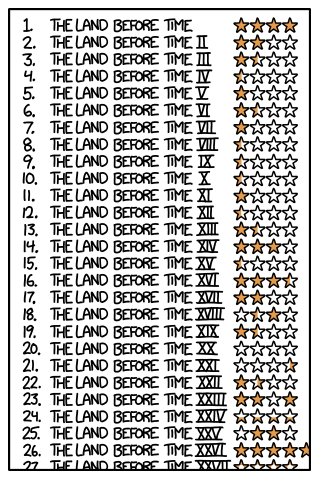 1. THE LAND BEFORE TIME
2. THE LAND BEFORE TIME II
3. THE LAND BEFORE TIME III
4. THE LAND BEFORE TIME IV
5. THE LAND BEFORE TIME V
6. THE LAND BEFORE TIME VI
7. THE LAND BEFORE TIME VII
8. THE LAND BEFORE TIME VIII
9. THE LAND BEFORE TIME IX
10. THE LAND BEFORE TIME X
11. THE LAND BEFORE TIME XI
12. THE LAND BEFORE TIME XII
13. THE LAND BEFORE TIME XIII
14. THE LAND BEFORE TIME XIV
15. THE LAND BEFORE TIME XV
16. THE LAND BEFORE TIME XVI
17. THE LAND BEFORE TIME XVII
18. THE LAND BEFORE TIME XVIII
19. THE LAND BEFORE TIME XIX
20. THE LAND BEFORE TIME XX
21. THE LAND BEFORE TIME XXI
22. THE LAND BEFORE TIME XXII
23. THE LAND BEFORE TIME XXIII
24. THE LAND BEFORE TIME XXIV
25. THE LAND BEFORE TIME XXV
26. THE LAND BEFORE TIME XXVI
27. THE LAND BEFORE TIME XXVII